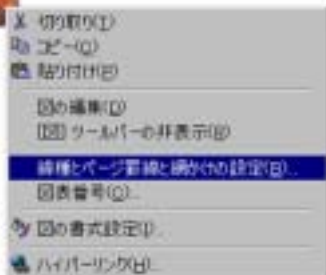 切り取り(T)
コピー(C)
貼り付け(P)
図の編集(D)
[図] ツールバーの非表示(B)
線種とページ罫線と網かけの設定(B)...
図表番号(C)...
図の書式設定(I)...
ハイパーリンク(H)...